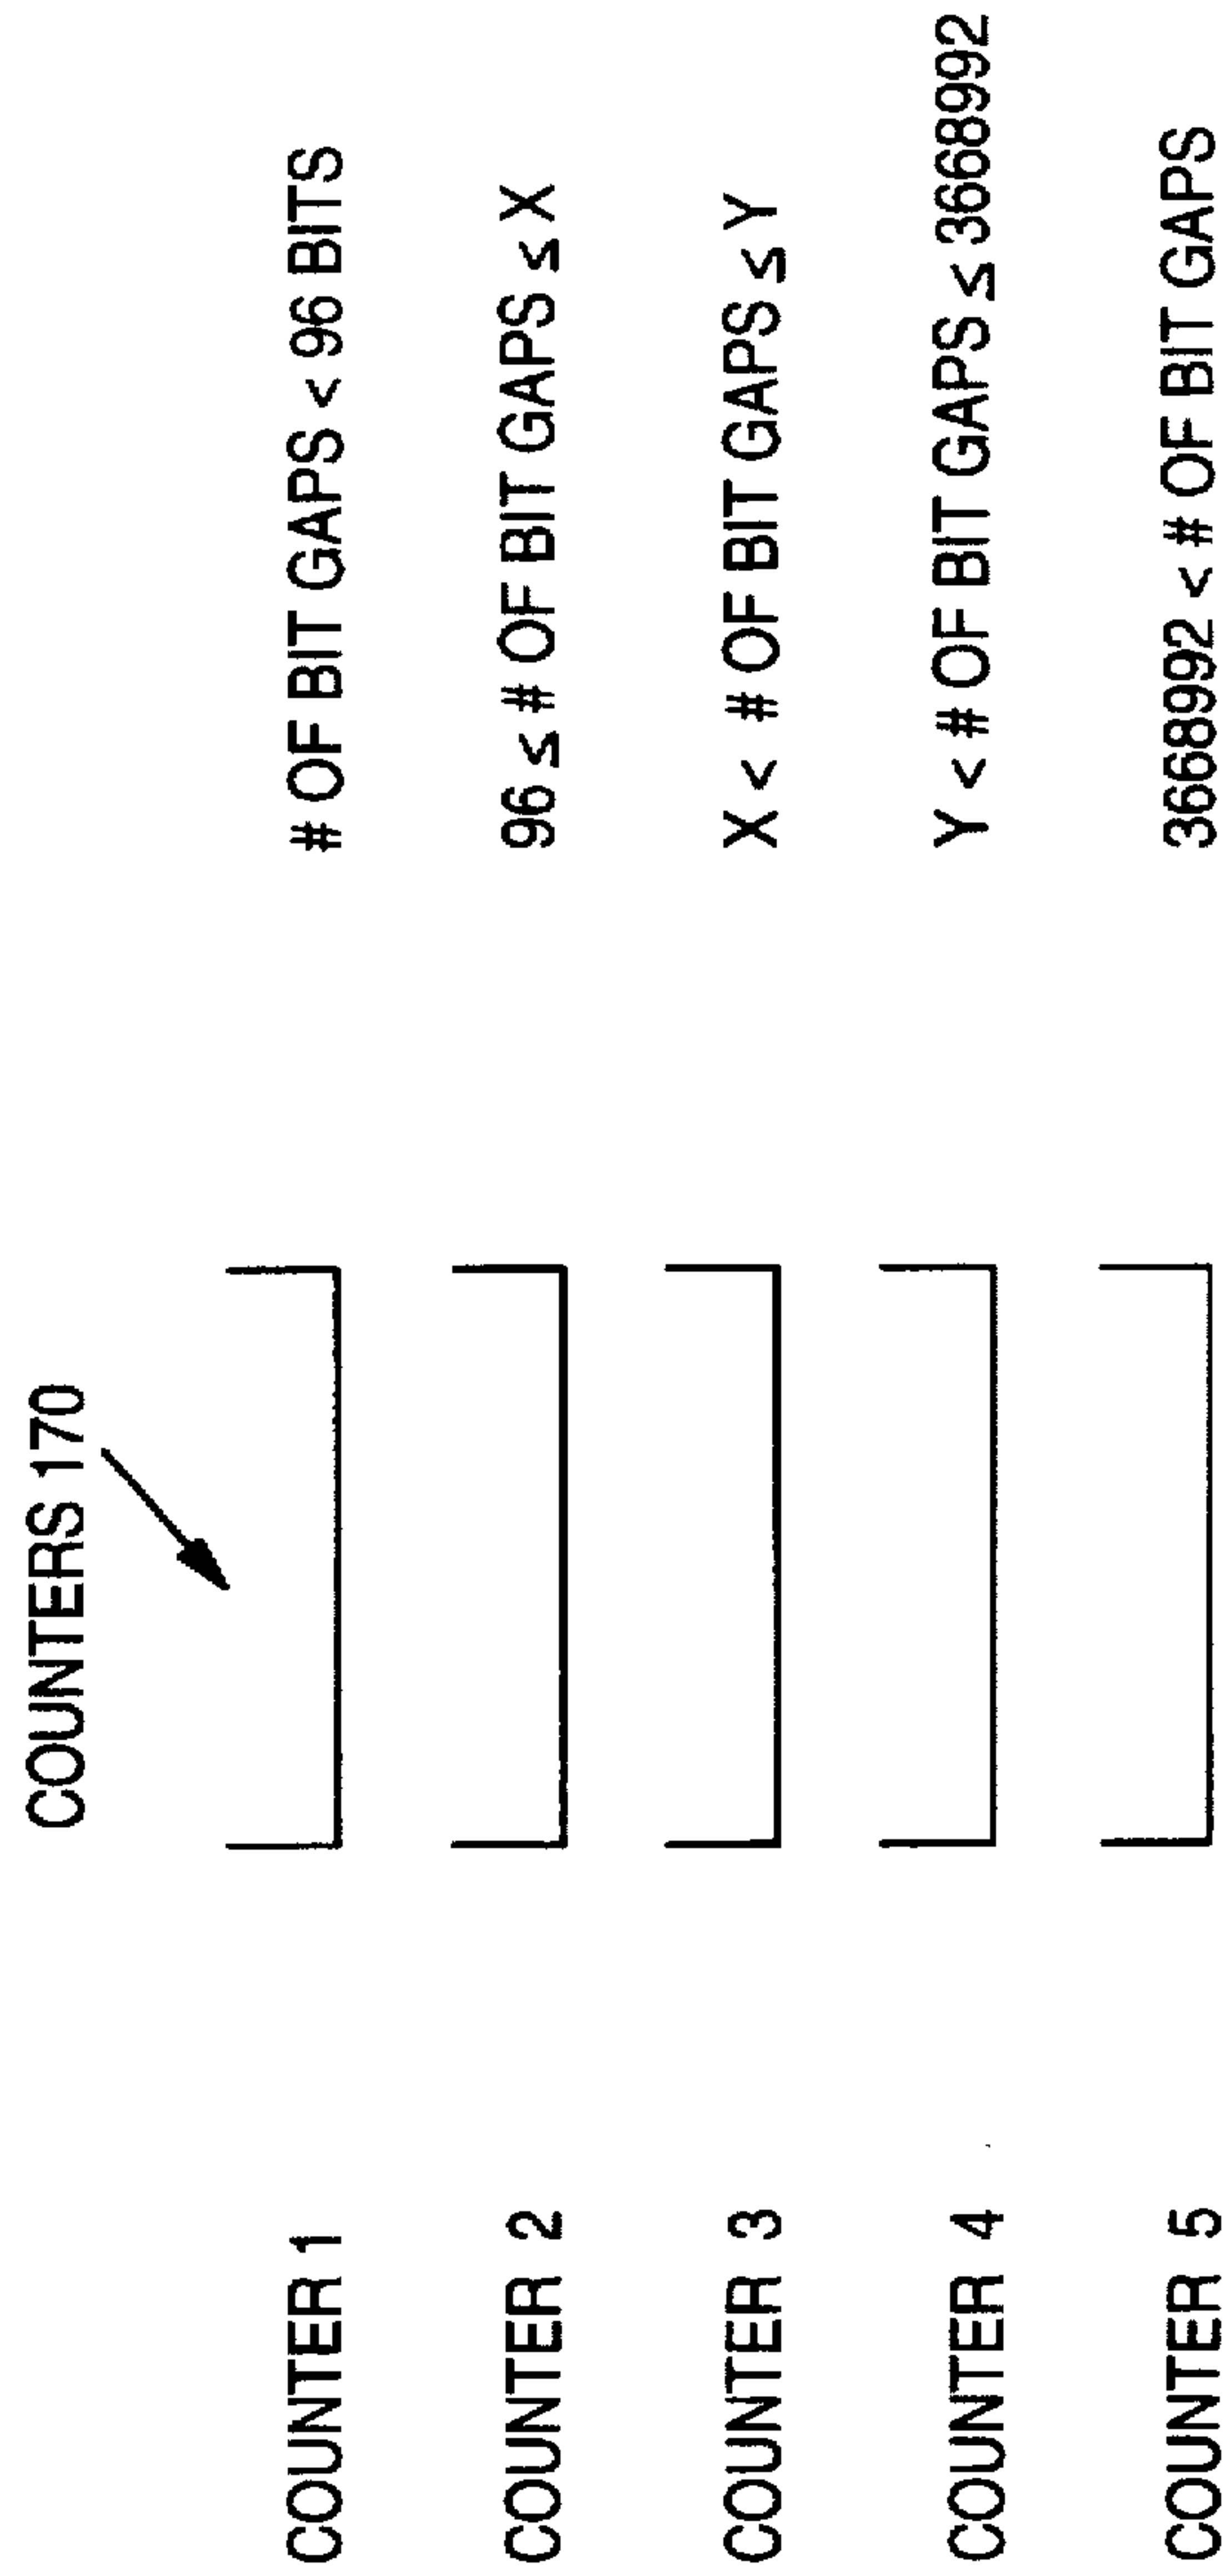 COUNTERS 170
COUNTER 1 # OF BIT GAPS < 96 BITS
COUNTER 2 96 ≤ # OF BIT GAPS ≤ X
COUNTER 3 X < # OF BIT GAPS ≤ Y
COUNTER 4 Y < # OF BIT GAPS ≤ 3668992
COUNTER 5 3668992 < # OF BIT GAPS